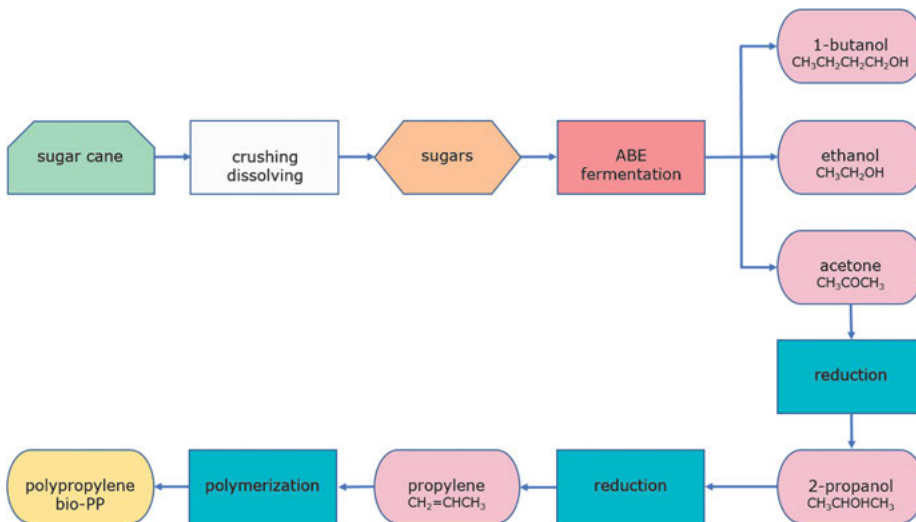 1-butanol
CH₃CH₂CH₂CH₂OH
sugar cane
crushing
dissolving
sugars
ABE
fermentation
ethanol
CH₃CH₂OH
acetone
CH₃COCH₃
reduction
polypropylene
bio-PP
polymerization
propylene
CH₂=CHCH₃
reduction
2-propanol
CH₃CHOHCH₃